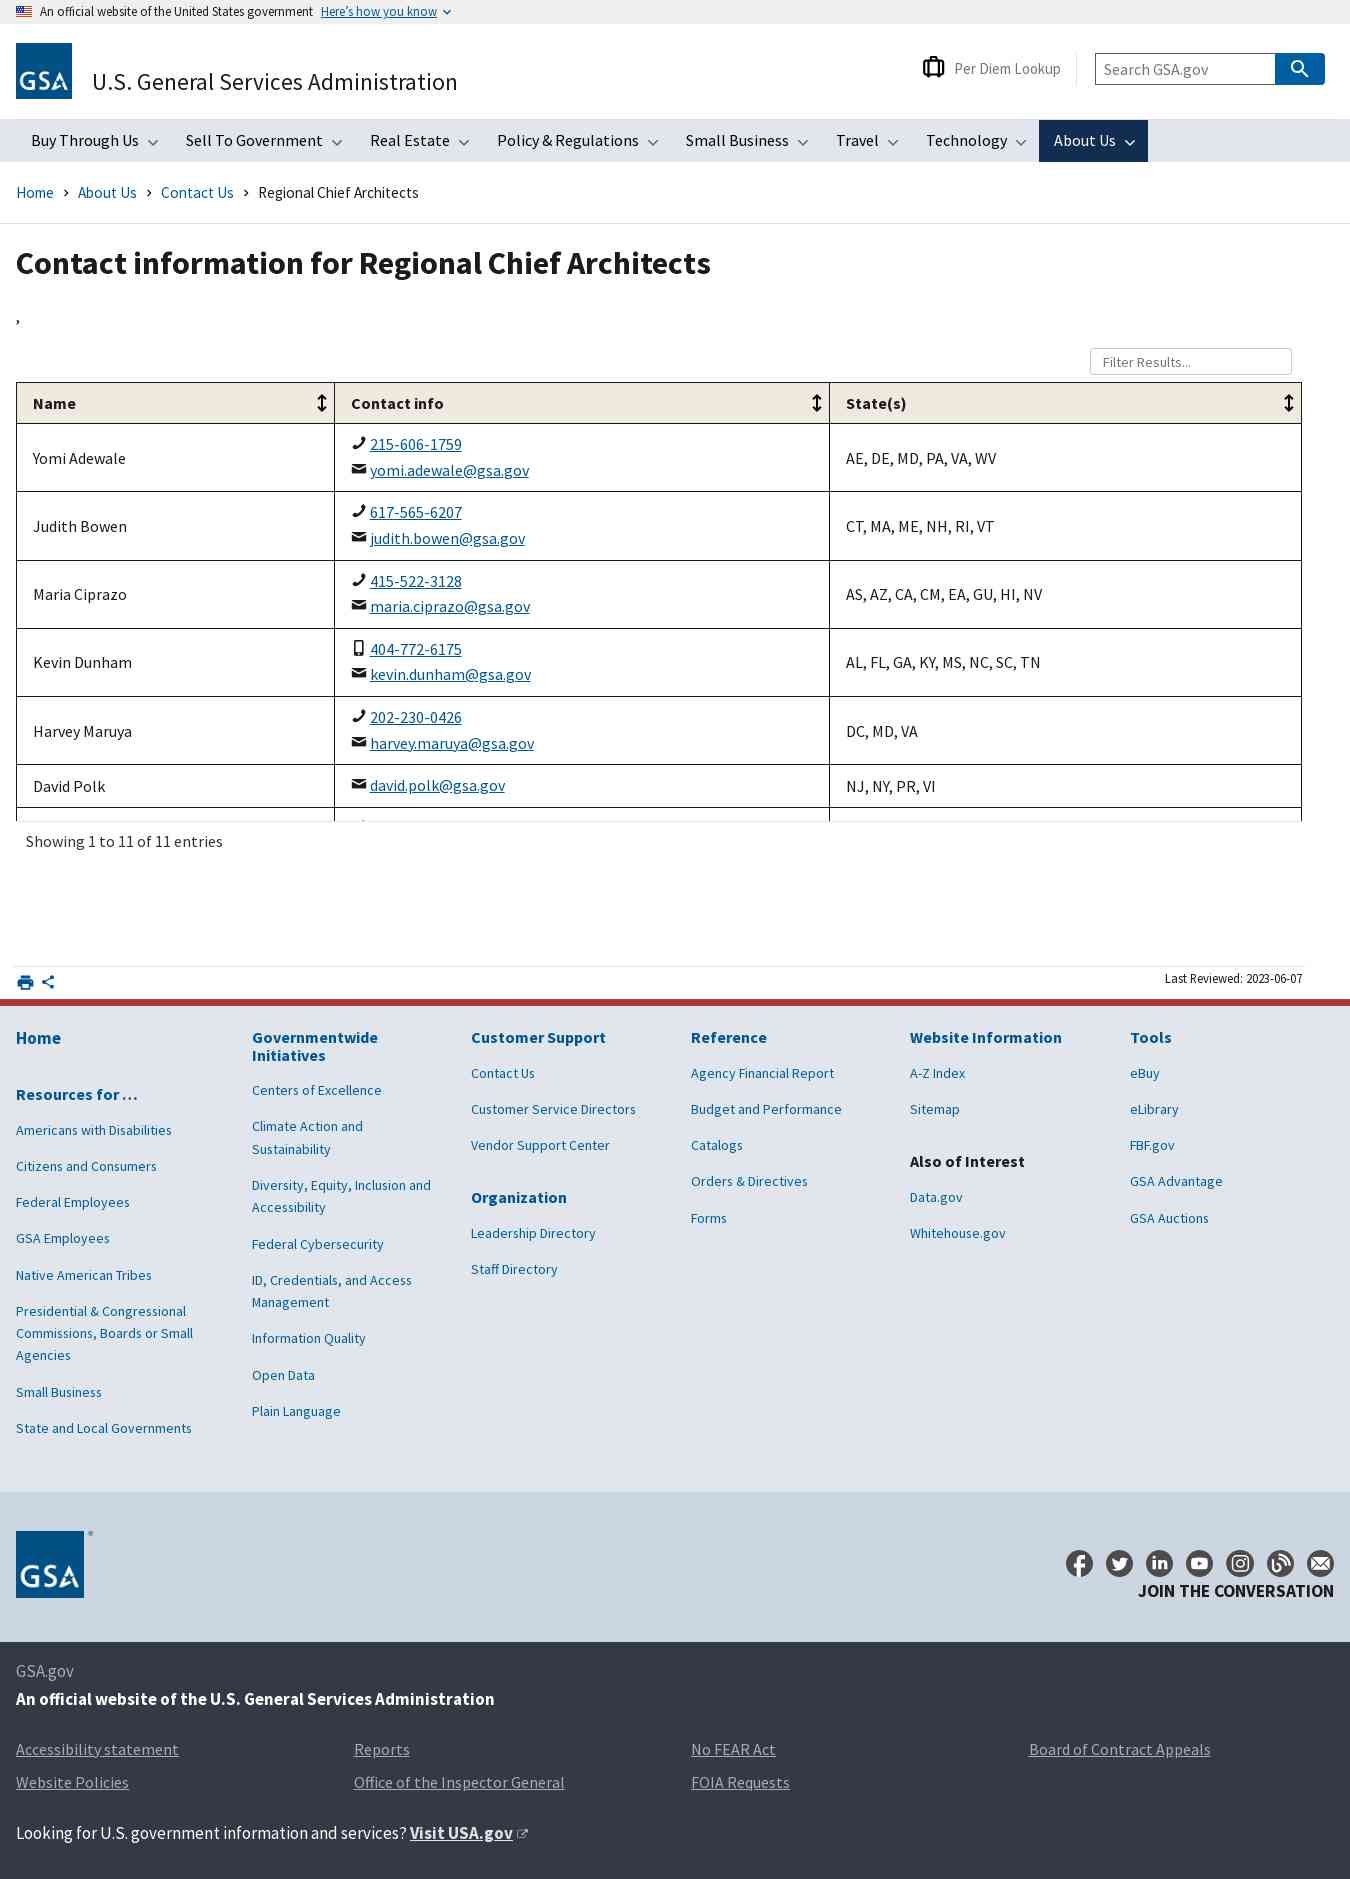 An official website of the United States government Here's how you know
GSA
U.S. General Services Administration
Per Diem Lookup
Search GSA.gov
Buy Through Us Sell To Government Real Estate Policy & Regulations Small Business Travel Technology About Us
Home › About Us › Contact Us › Regional Chief Architects
Contact information for Regional Chief Architects
,
Filter Results...
Name Contact info State(s)
Yomi Adewale
215-606-1759
yomi.adewale@gsa.gov
AE, DE, MD, PA, VA, WV
Judith Bowen
617-565-6207
judith.bowen@gsa.gov
CT, MA, ME, NH, RI, VT
Maria Ciprazo
415-522-3128
maria.ciprazo@gsa.gov
AS, AZ, CA, CM, EA, GU, HI, NV
Kevin Dunham
404-772-6175
kevin.dunham@gsa.gov
AL, FL, GA, KY, MS, NC, SC, TN
Harvey Maruya
202-230-0426
harvey.maruya@gsa.gov
DC, MD, VA
David Polk
david.polk@gsa.gov
NJ, NY, PR, VI
Showing 1 to 11 of 11 entries
Last Reviewed: 2023-06-07
Home
Resources for …
Americans with Disabilities
Citizens and Consumers
Federal Employees
GSA Employees
Native American Tribes
Presidential & Congressional
Commissions, Boards or Small
Agencies
Small Business
State and Local Governments
Governmentwide
Initiatives
Centers of Excellence
Climate Action and
Sustainability
Diversity, Equity, Inclusion and
Accessibility
Federal Cybersecurity
ID, Credentials, and Access
Management
Information Quality
Open Data
Plain Language
Customer Support
Contact Us
Customer Service Directors
Vendor Support Center
Organization
Leadership Directory
Staff Directory
Reference
Agency Financial Report
Budget and Performance
Catalogs
Orders & Directives
Forms
Website Information
A-Z Index
Sitemap
Also of Interest
Data.gov
Whitehouse.gov
Tools
eBuy
eLibrary
FBF.gov
GSA Advantage
GSA Auctions
GSA ®
JOIN THE CONVERSATION
GSA.gov
An official website of the U.S. General Services Administration
Accessibility statement Reports No FEAR Act Board of Contract Appeals
Website Policies Office of the Inspector General FOIA Requests
Looking for U.S. government information and services? Visit USA.gov